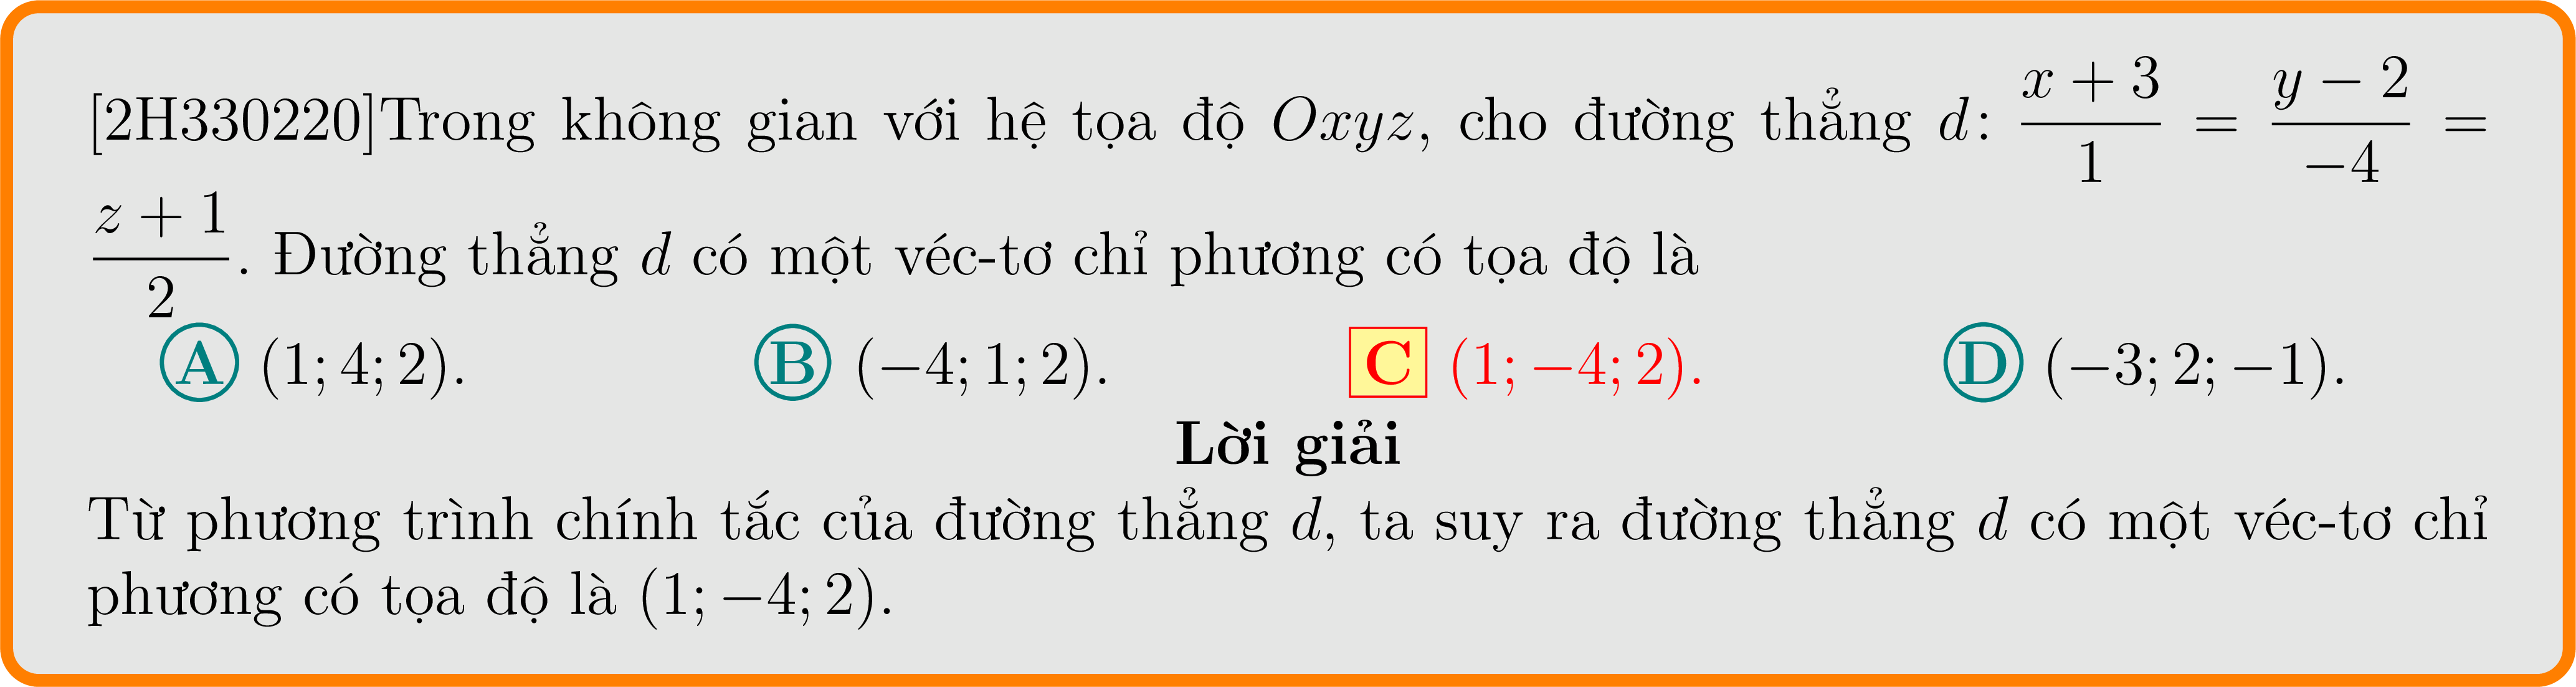 [2H330220]Trong không gian với hệ tọa độ Oxyz, cho đường thẳng d: \frac{x + 3}{1} = \frac{y − 2}{−4} =
\frac{z + 1}{2}. Đường thẳng d có một véc-tơ chỉ phương có tọa độ là
A (1; 4; 2). B (−4; 1; 2). C (1; −4; 2). D (−3; 2; −1).
Lời giải
Từ phương trình chính tắc của đường thẳng d, ta suy ra đường thẳng d có một véc-tơ chỉ
phương có tọa độ là (1; −4; 2).